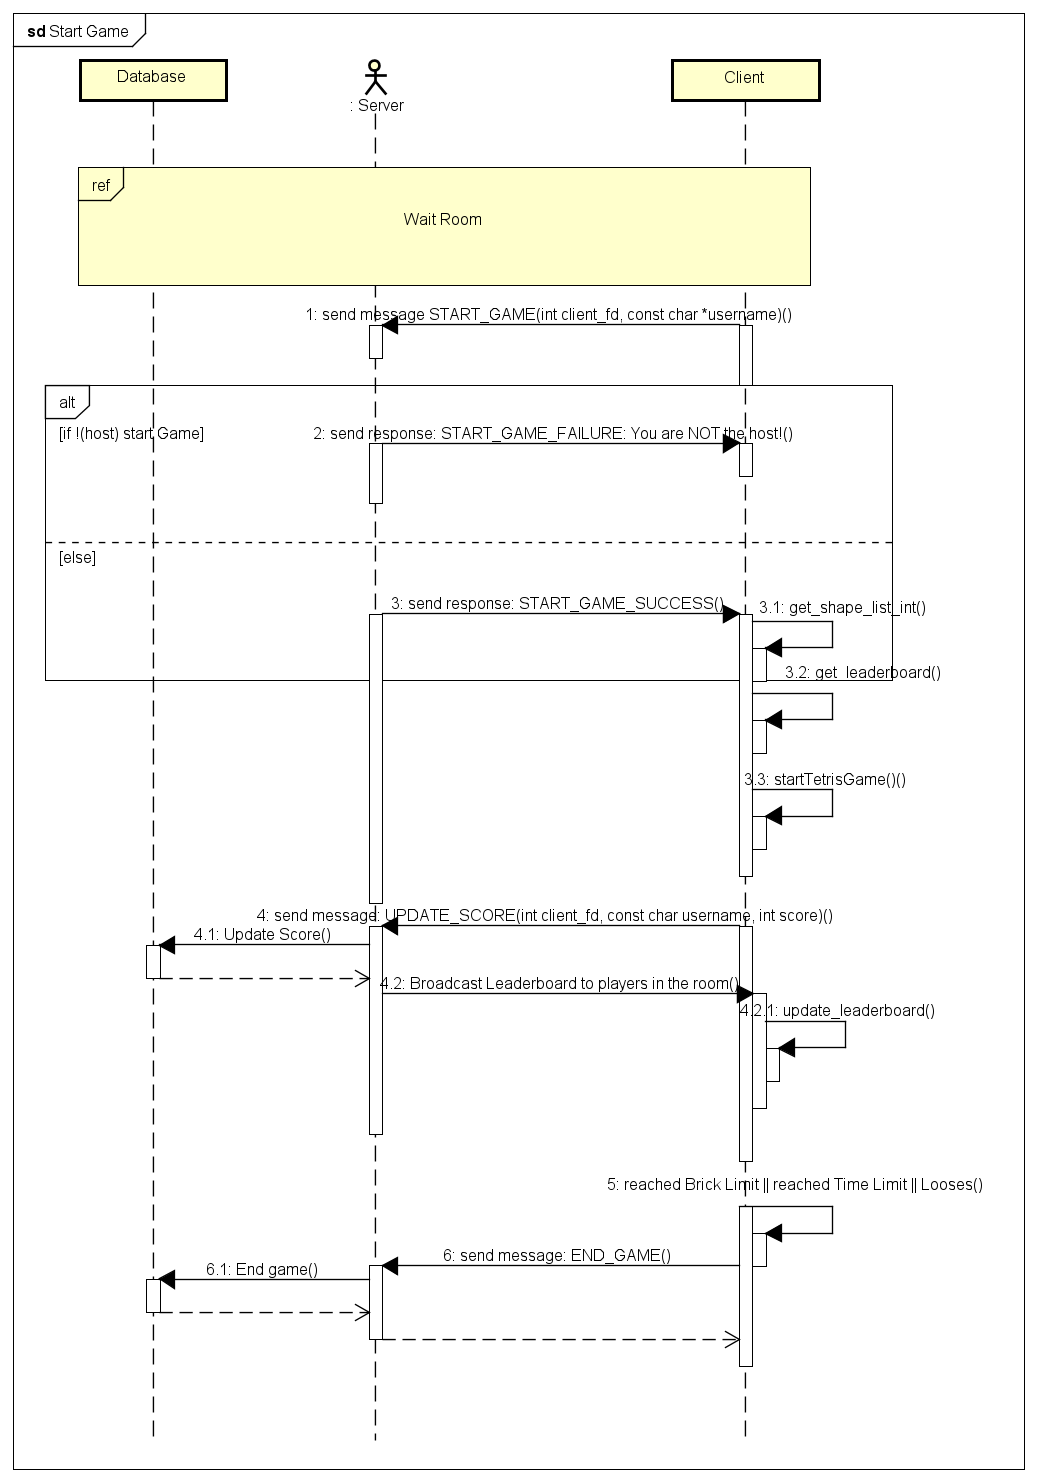 sd Start Game
Database
: Server
Client
ref
Wait Room
1: send message START_GAME(int client_fd, const char *username)()
alt
[if !(host) start Game]
2: send response: START_GAME_FAILURE: You are NOT the host!()
[else]
3: send response: START_GAME_SUCCESS()
3.1: get_shape_list_int()
3.2: get_leaderboard()
3.3: startTetrisGame()()
4: send message: UPDATE_SCORE(int client_fd, const char username, int score)()
4.1: Update Score()
4.2: Broadcast Leaderboard to players in the room()
4.2.1: update_leaderboard()
5: reached Brick Limit || reached Time Limit || Looses()
6: send message: END_GAME()
6.1: End game()